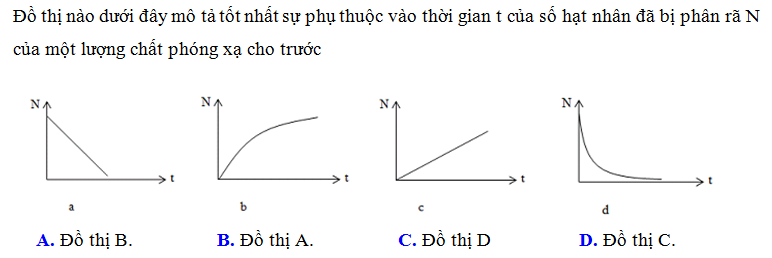 Đồ thị nào dưới đây mô tả tốt nhất sự phụ thuộc vào thời gian t của số hạt nhân đã bị phân rã N
của một lượng chất phóng xạ cho trước
N N N N
t t t t
a b c d
A. Đồ thị B. B. Đồ thị A. C. Đồ thị D D. Đồ thị C.